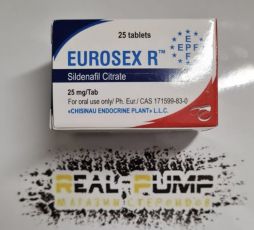 25 tablets
EUROSEX R™
Sildenafil Citrate
25 mg/Tab
For oral use only/ Ph. Eur./ CAS 171599-83-0
«CHISINAU ENDOCRINE PLANT» L.L.C.
EPF
REAL PUMP
МАГАЗИН СТЕРОИДОВ